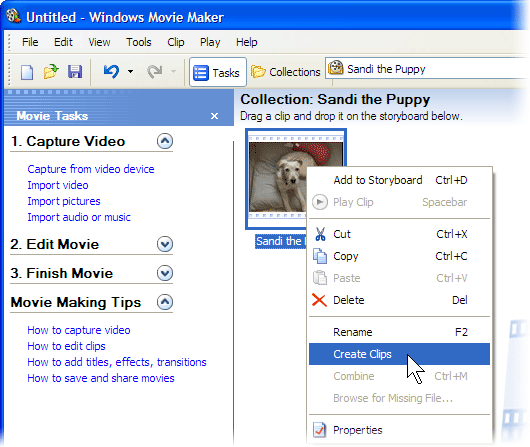 Untitled - Windows Movie Maker
File Edit View Tools Clip Play Help
Tasks Collections Sandi the Puppy
Movie Tasks
1. Capture Video
Capture from video device
Import video
Import pictures
Import audio or music
2. Edit Movie
3. Finish Movie
Movie Making Tips
How to capture video
How to edit clips
How to add titles, effects, transitions
How to save and share movies
Collection: Sandi the Puppy
Drag a clip and drop it on the storyboard below.
Sandi the
Add to Storyboard Ctrl+D
Play Clip Spacebar
Cut Ctrl+X
Copy Ctrl+C
Paste Ctrl+V
Delete Del
Rename F2
Create Clips
Combine Ctrl+M
Browse for Missing File...
Properties